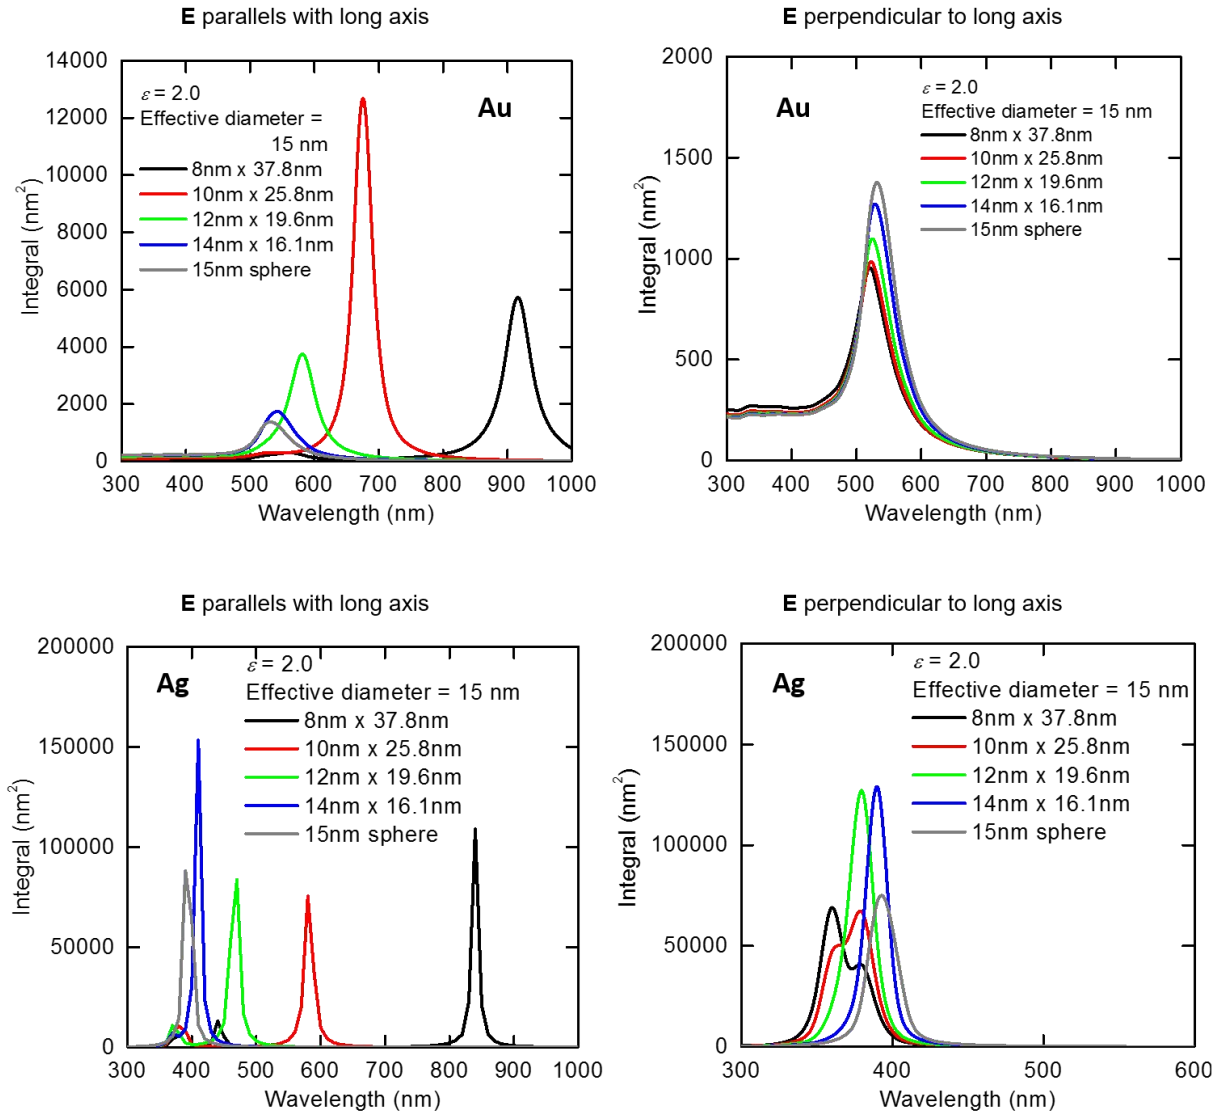 E parallels with long axis
14000
12000
10000
8000
6000
4000
2000
0
Integral (nm²)
ε = 2.0
Effective diameter =
15 nm
8nm x 37.8nm
10nm x 25.8nm
12nm x 19.6nm
14nm x 16.1nm
15nm sphere
Au
300 400 500 600 700 800 900 1000
Wavelength (nm)
E perpendicular to long axis
2000
1500
1000
500
0
Integral (nm²)
Au
ε = 2.0
Effective diameter = 15 nm
8nm x 37.8nm
10nm x 25.8nm
12nm x 19.6nm
14nm x 16.1nm
15nm sphere
300 400 500 600 700 800 900 1000
Wavelength (nm)
E parallels with long axis
200000
150000
100000
50000
0
Integral (nm²)
Ag
ε = 2.0
Effective diameter = 15 nm
8nm x 37.8nm
10nm x 25.8nm
12nm x 19.6nm
14nm x 16.1nm
15nm sphere
300 400 500 600 700 800 900 1000
Wavelength (nm)
E perpendicular to long axis
200000
150000
100000
50000
0
Integral (nm²)
Ag
ε = 2.0
Effective diameter = 15 nm
8nm x 37.8nm
10nm x 25.8nm
12nm x 19.6nm
14nm x 16.1nm
15nm sphere
300 400 500 600
Wavelength (nm)